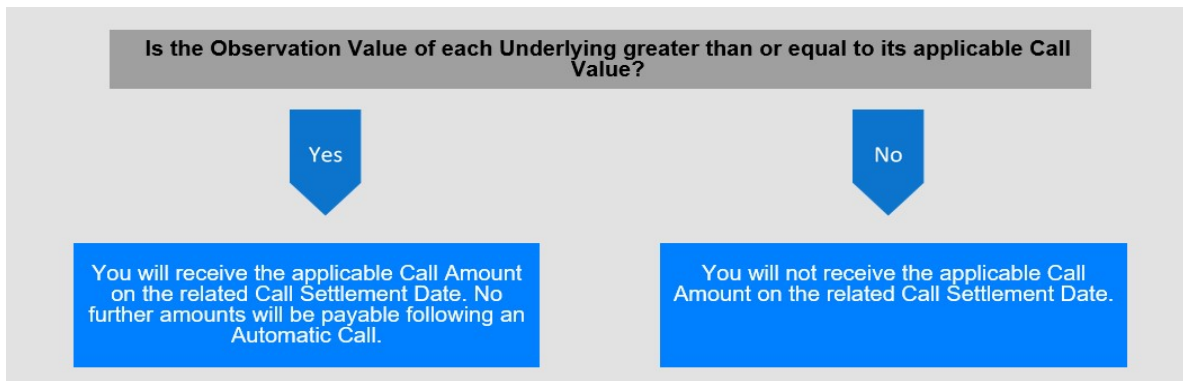 Is the Observation Value of each Underlying greater than or equal to its applicable Call
Value?
Yes
No
You will receive the applicable Call Amount
on the related Call Settlement Date. No
further amounts will be payable following an
Automatic Call.
You will not receive the applicable Call
Amount on the related Call Settlement Date.